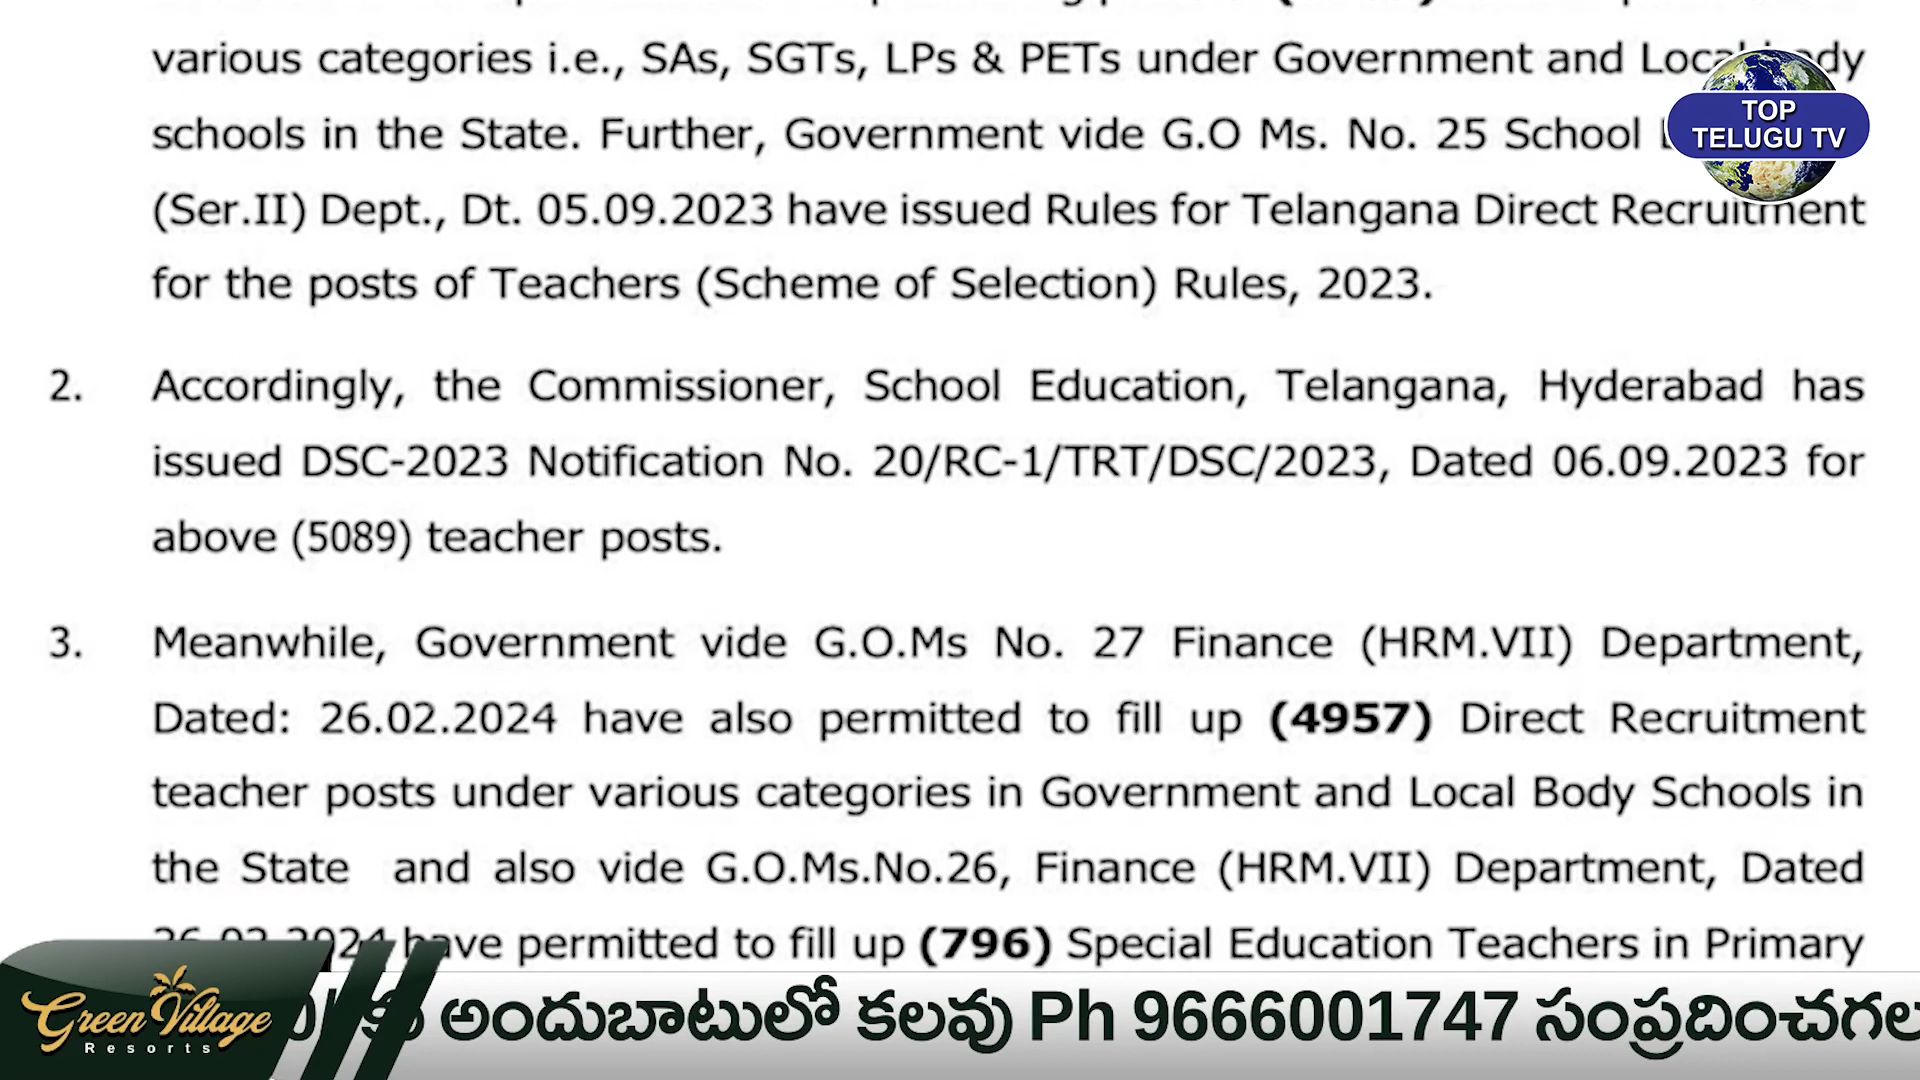 various categories i.e., SAs, SGTs, LPs & PETs under Government and Local body
schools in the State. Further, Government vide G.O Ms. No. 25 School
(Ser.II) Dept., Dt. 05.09.2023 have issued Rules for Telangana Direct Recruitment
for the posts of Teachers (Scheme of Selection) Rules, 2023.
2. Accordingly, the Commissioner, School Education, Telangana, Hyderabad has
issued DSC-2023 Notification No. 20/RC-1/TRT/DSC/2023, Dated 06.09.2023 for
above (5089) teacher posts.
3. Meanwhile, Government vide G.O.Ms No. 27 Finance (HRM.VII) Department,
Dated: 26.02.2024 have also permitted to fill up (4957) Direct Recruitment
teacher posts under various categories in Government and Local Body Schools in
the State and also vide G.O.Ms.No.26, Finance (HRM.VII) Department, Dated
26.02.2024 have permitted to fill up (796) Special Education Teachers in Primary
TOP
TELUGU TV
Green Village
Resorts
అందుబాటులో కలవు Ph 9666001747